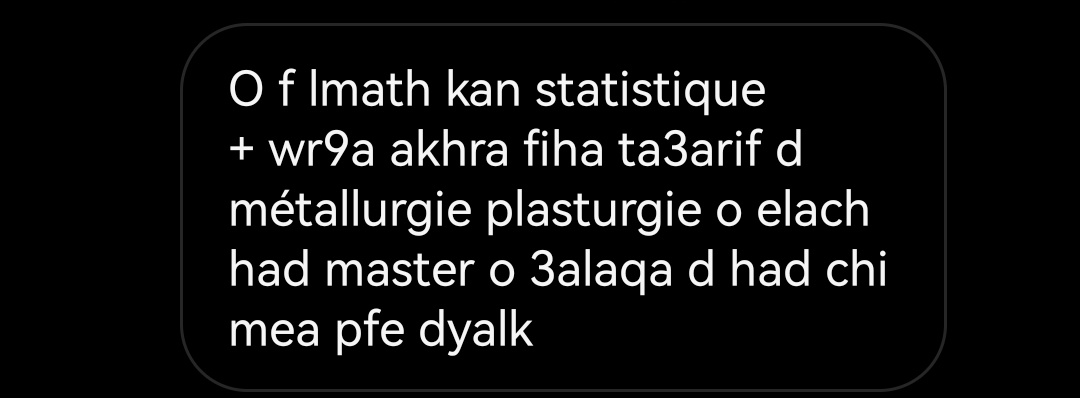 O f lmath kan statistique
+ wr9a akhra fiha ta3arif d
métallurgie plasturgie o elach
had master o 3alaqa d had chi
mea pfe dyalk